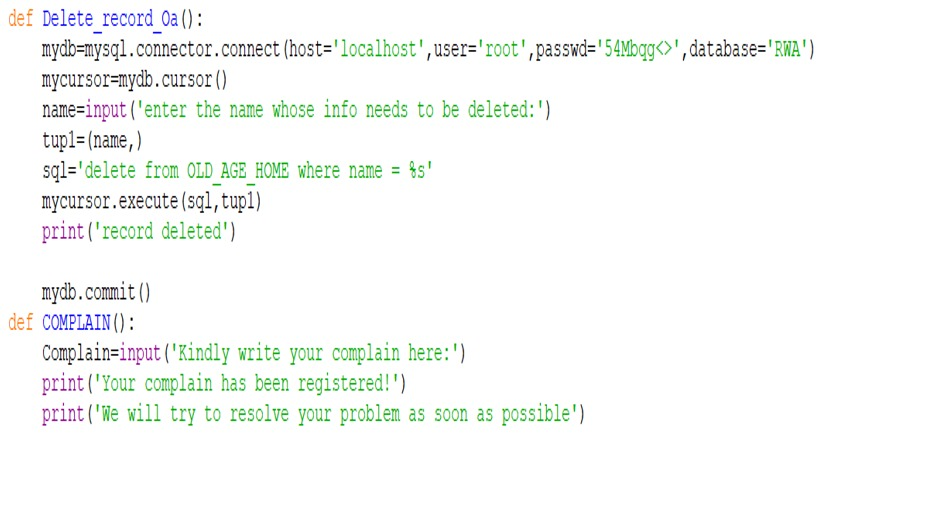 def Delete_record_Oa():
    mydb=mysql.connector.connect(host='localhost',user='root',passwd='54Mbqg<>',database='RWA')
    mycursor=mydb.cursor()
    name=input('enter the name whose info needs to be deleted:')
    tup1=(name,)
    sql='delete from OLD_AGE_HOME where name = %s'
    mycursor.execute(sql,tup1)
    print('record deleted')
    mydb.commit()
def COMPLAIN():
    Complain=input('Kindly write your complain here:')
    print('Your complain has been registered!')
    print('We will try to resolve your problem as soon as possible')